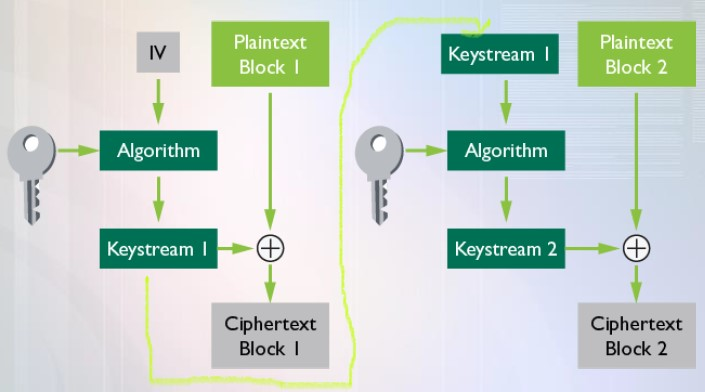 IV
Plaintext
Block 1
Algorithm
Keystream 1
Ciphertext
Block 1
Keystream 1
Plaintext
Block 2
Algorithm
Keystream 2
Ciphertext
Block 2